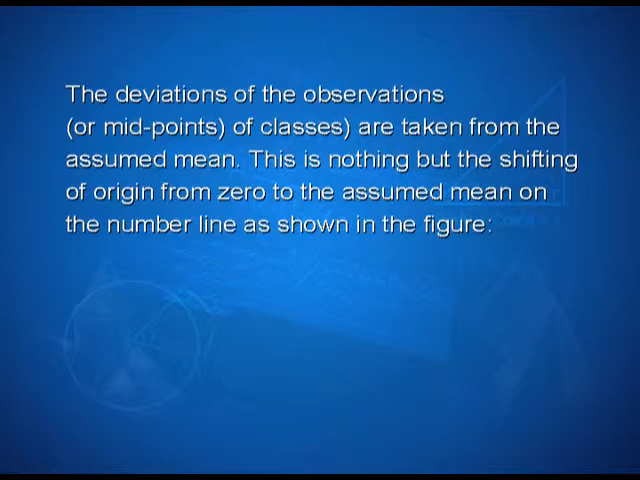 The deviations of the observations
(or mid-points) of classes) are taken from the
assumed mean. This is nothing but the shifting
of origin from zero to the assumed mean on
the number line as shown in the figure: